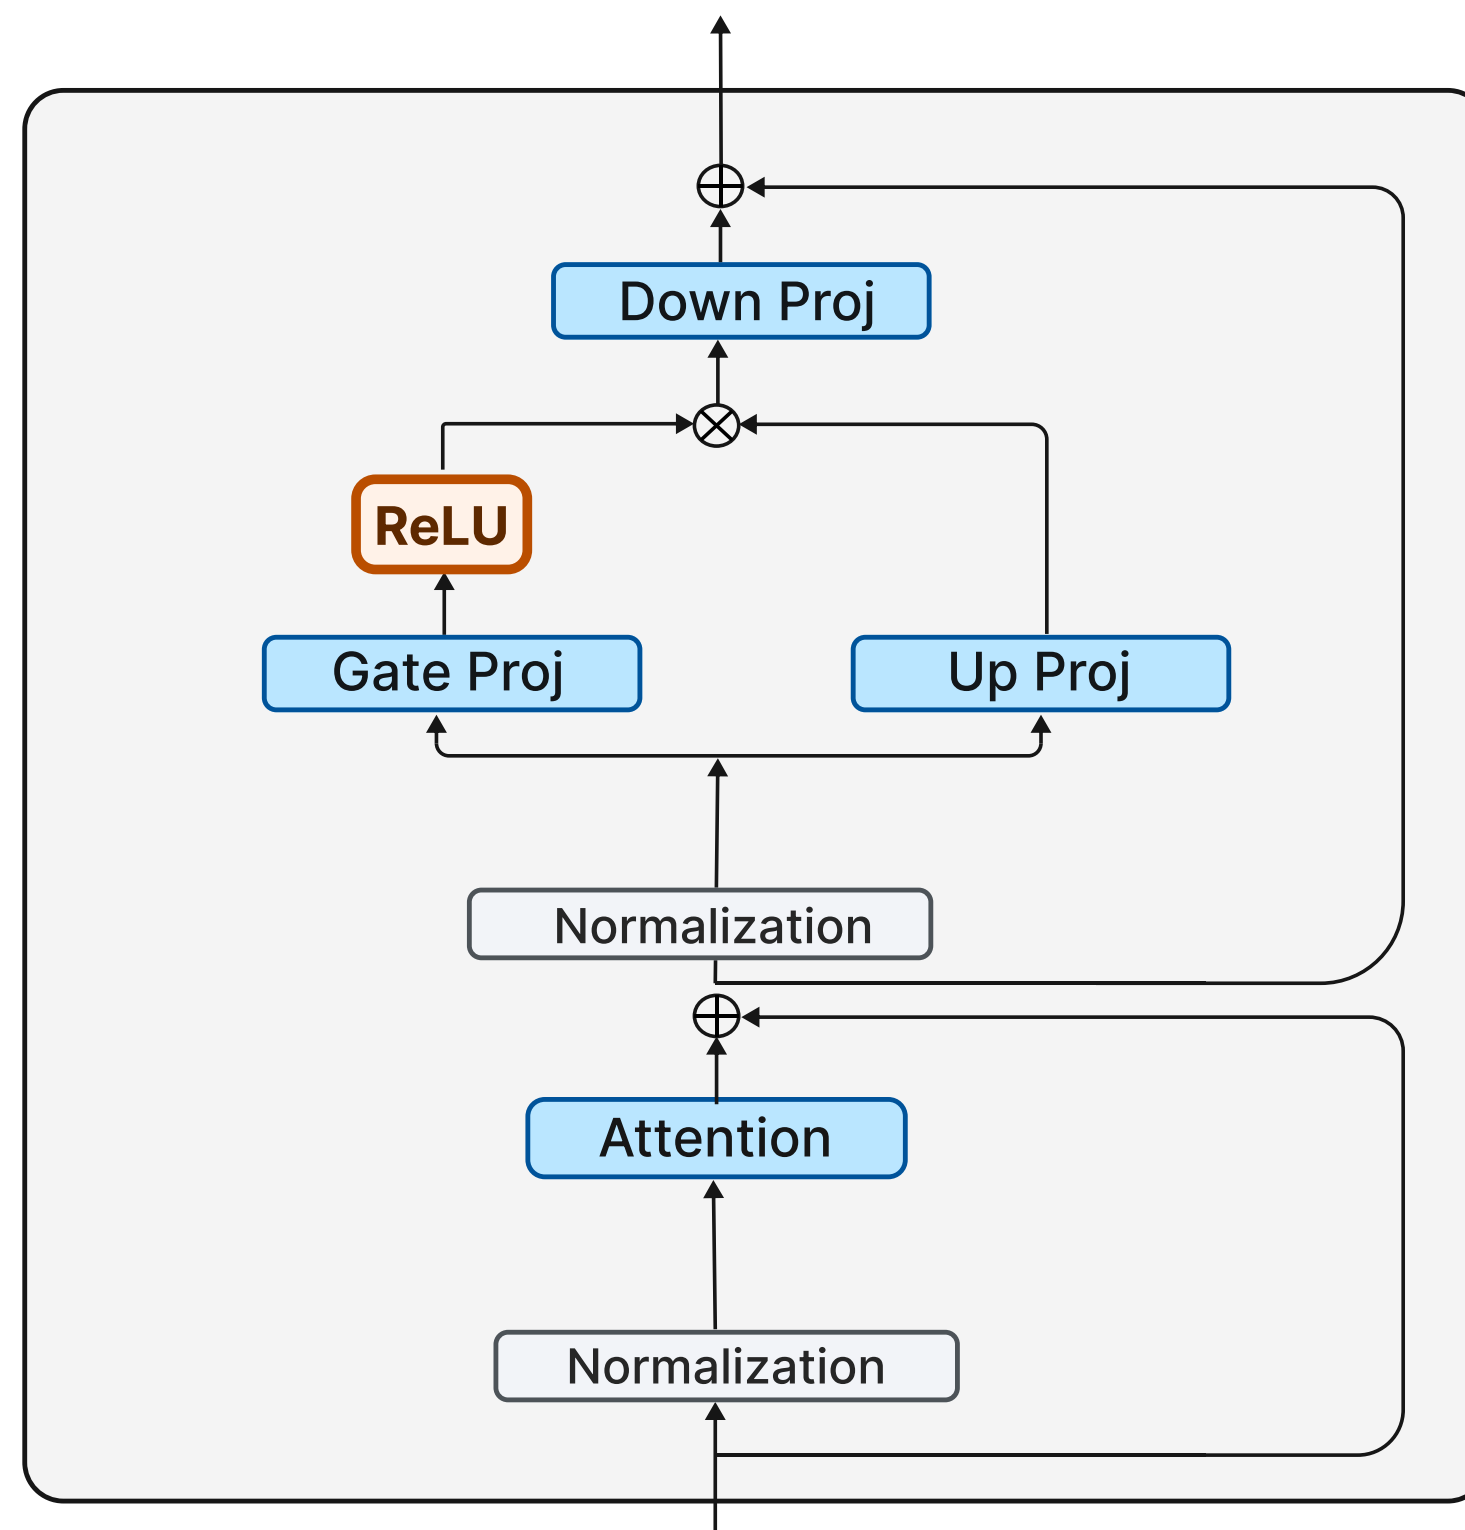 Down Proj
ReLU
Gate Proj
Up Proj
Normalization
Attention
Normalization